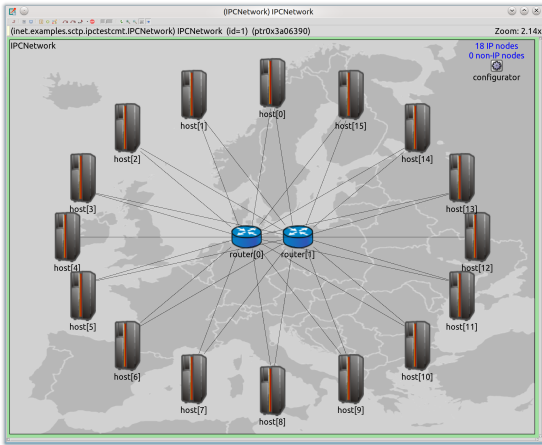 (IPCNetwork) IPCNetwork
(inet.examples.sctp.ipctestcmt.IPCNetwork) IPCNetwork (id=1) (ptr0x3a06390) Zoom: 2.14x
IPCNetwork
18 IP nodes
0 non-IP nodes
configurator
host[0]
host[1]
host[15]
host[2]
host[14]
host[3]
host[13]
router[0]
router[1]
host[4]
host[12]
host[5]
host[11]
host[6]
host[10]
host[7]
host[9]
host[8]